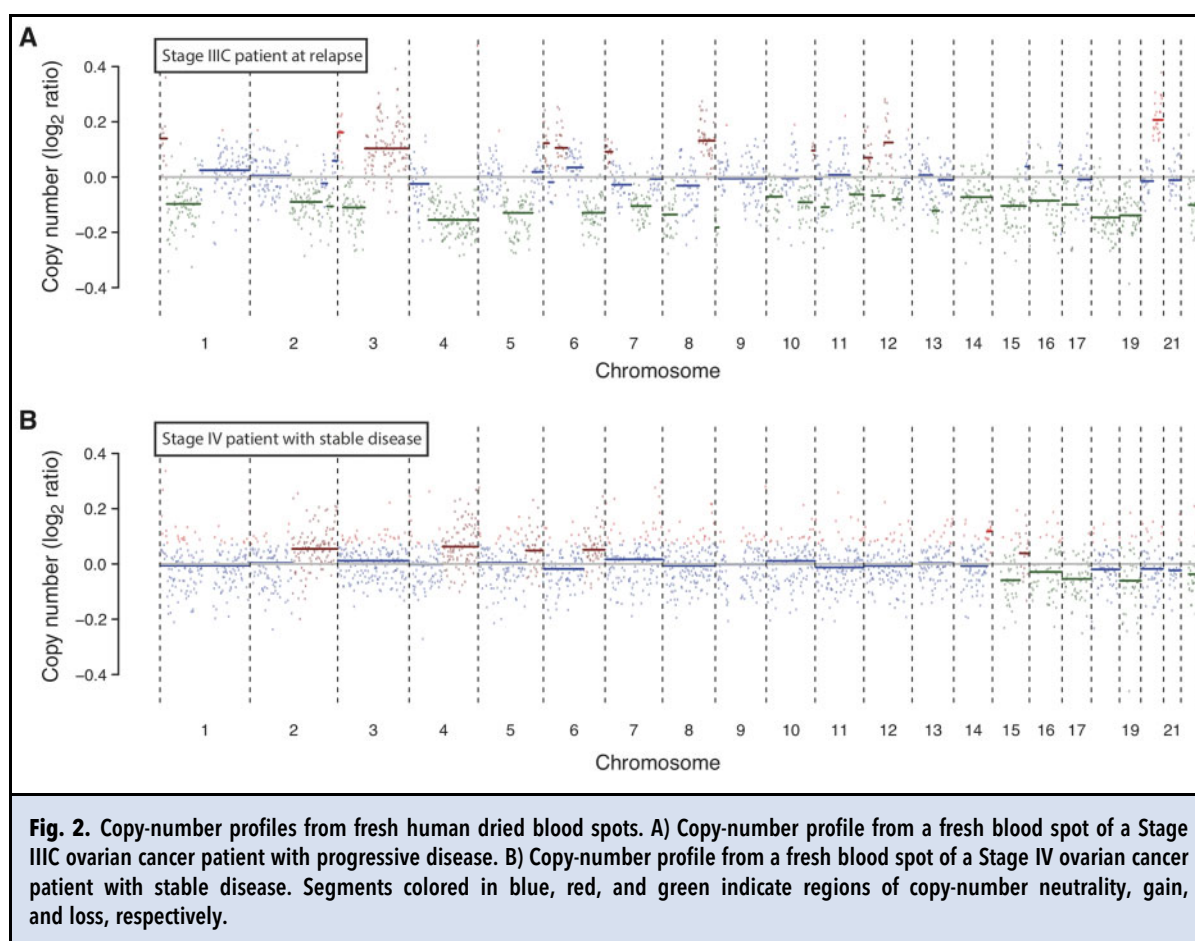 A
Stage IIIC patient at relapse
Copy number (log2 ratio)
0.4
0.2
0.0
−0.2
−0.4
1 2 3 4 5 6 7 8 9 10 11 12 13 14 15 16 17 19 21
Chromosome
B
Stage IV patient with stable disease
Copy number (log2 ratio)
0.4
0.2
0.0
−0.2
−0.4
1 2 3 4 5 6 7 8 9 10 11 12 13 14 15 16 17 19 21
Chromosome
Fig. 2. Copy-number profiles from fresh human dried blood spots. A) Copy-number profile from a fresh blood spot of a Stage
IIIC ovarian cancer patient with progressive disease. B) Copy-number profile from a fresh blood spot of a Stage IV ovarian cancer
patient with stable disease. Segments colored in blue, red, and green indicate regions of copy-number neutrality, gain,
and loss, respectively.